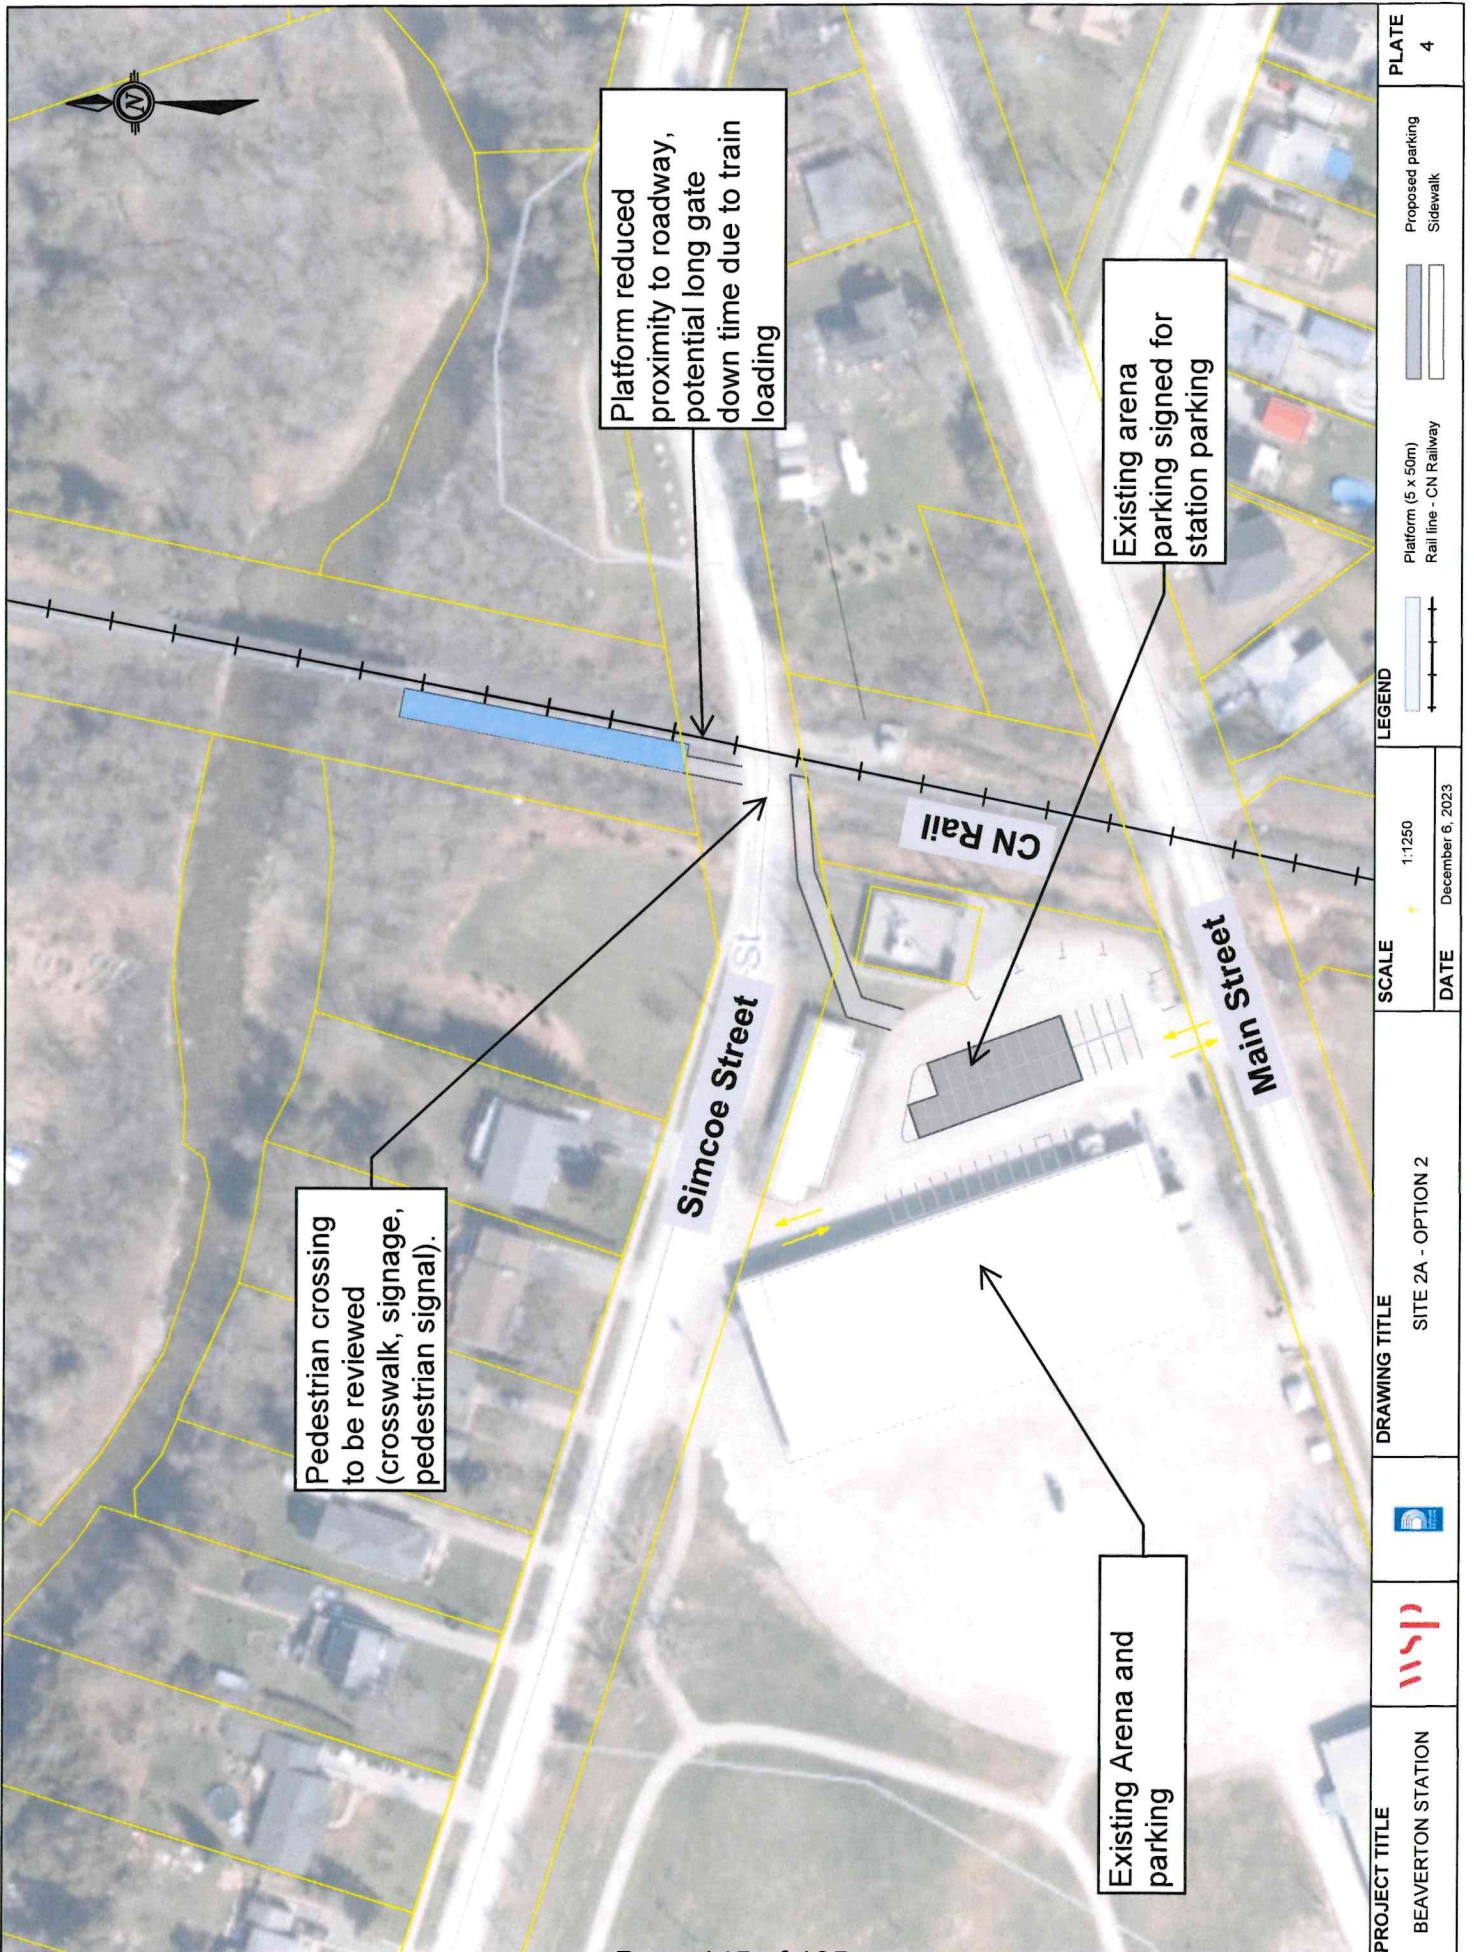 N
Platform reduced
proximity to roadway,
potential long gate
down time due to train
loading
Pedestrian crossing
to be reviewed
(crosswalk, signage,
pedestrian signal).
Simcoe Street
St
CN Rail
Existing arena
parking signed for
station parking
Main Street
Existing Arena and
parking
PROJECT TITLE
BEAVERTON STATION
wsp
DRAWING TITLE
SITE 2A - OPTION 2
SCALE
1:1250
DATE
December 6, 2023
LEGEND
Platform (5 x 50m)
Rail line - CN Railway
Proposed parking
Sidewalk
PLATE
4